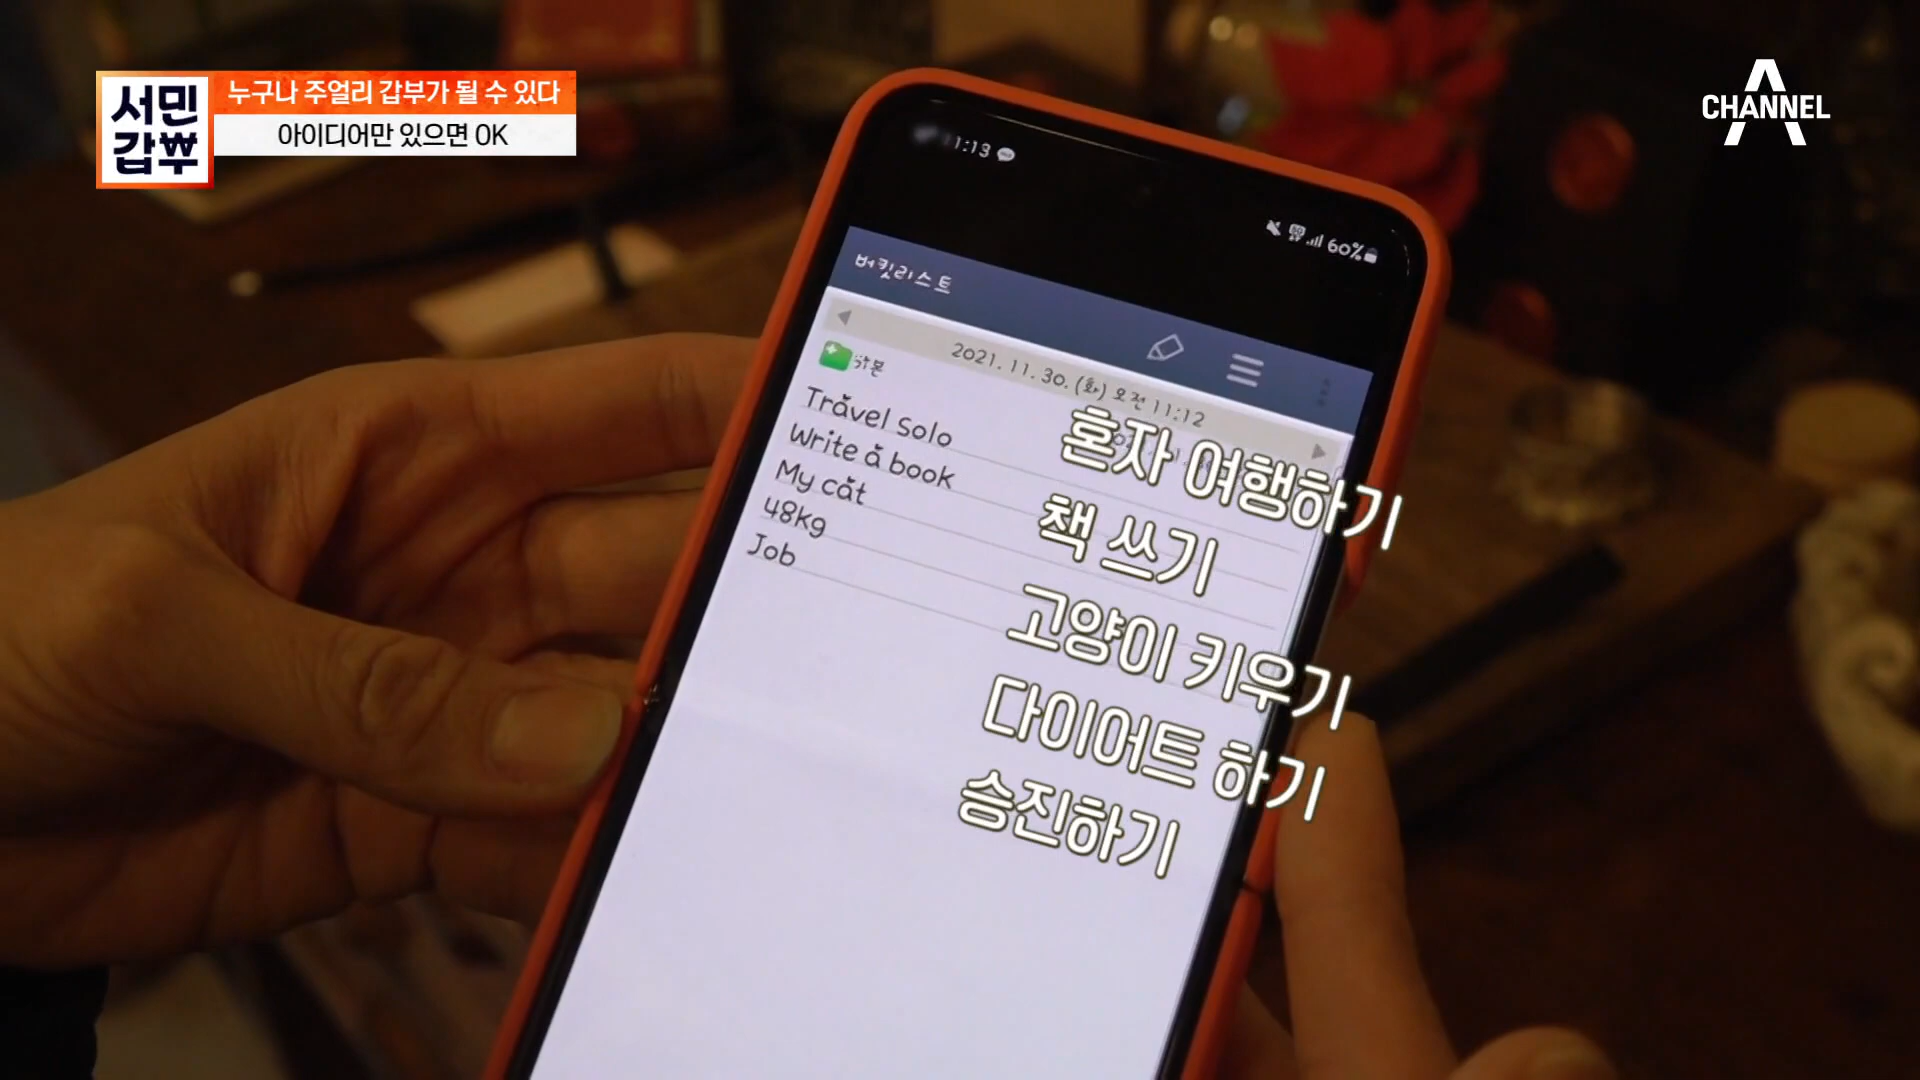 서민
갑부
누구나 주얼리 갑부가 될 수 있다
아이디어만 있으면 OK
CHANNEL A
11:13
60%
버킷리스트
2021. 11. 30. (화) 오전 11:12
기본
Travel solo
Write a book
My cat
48kg
Job
혼자 여행하기
책 쓰기
고양이 키우기
다이어트 하기
승진하기